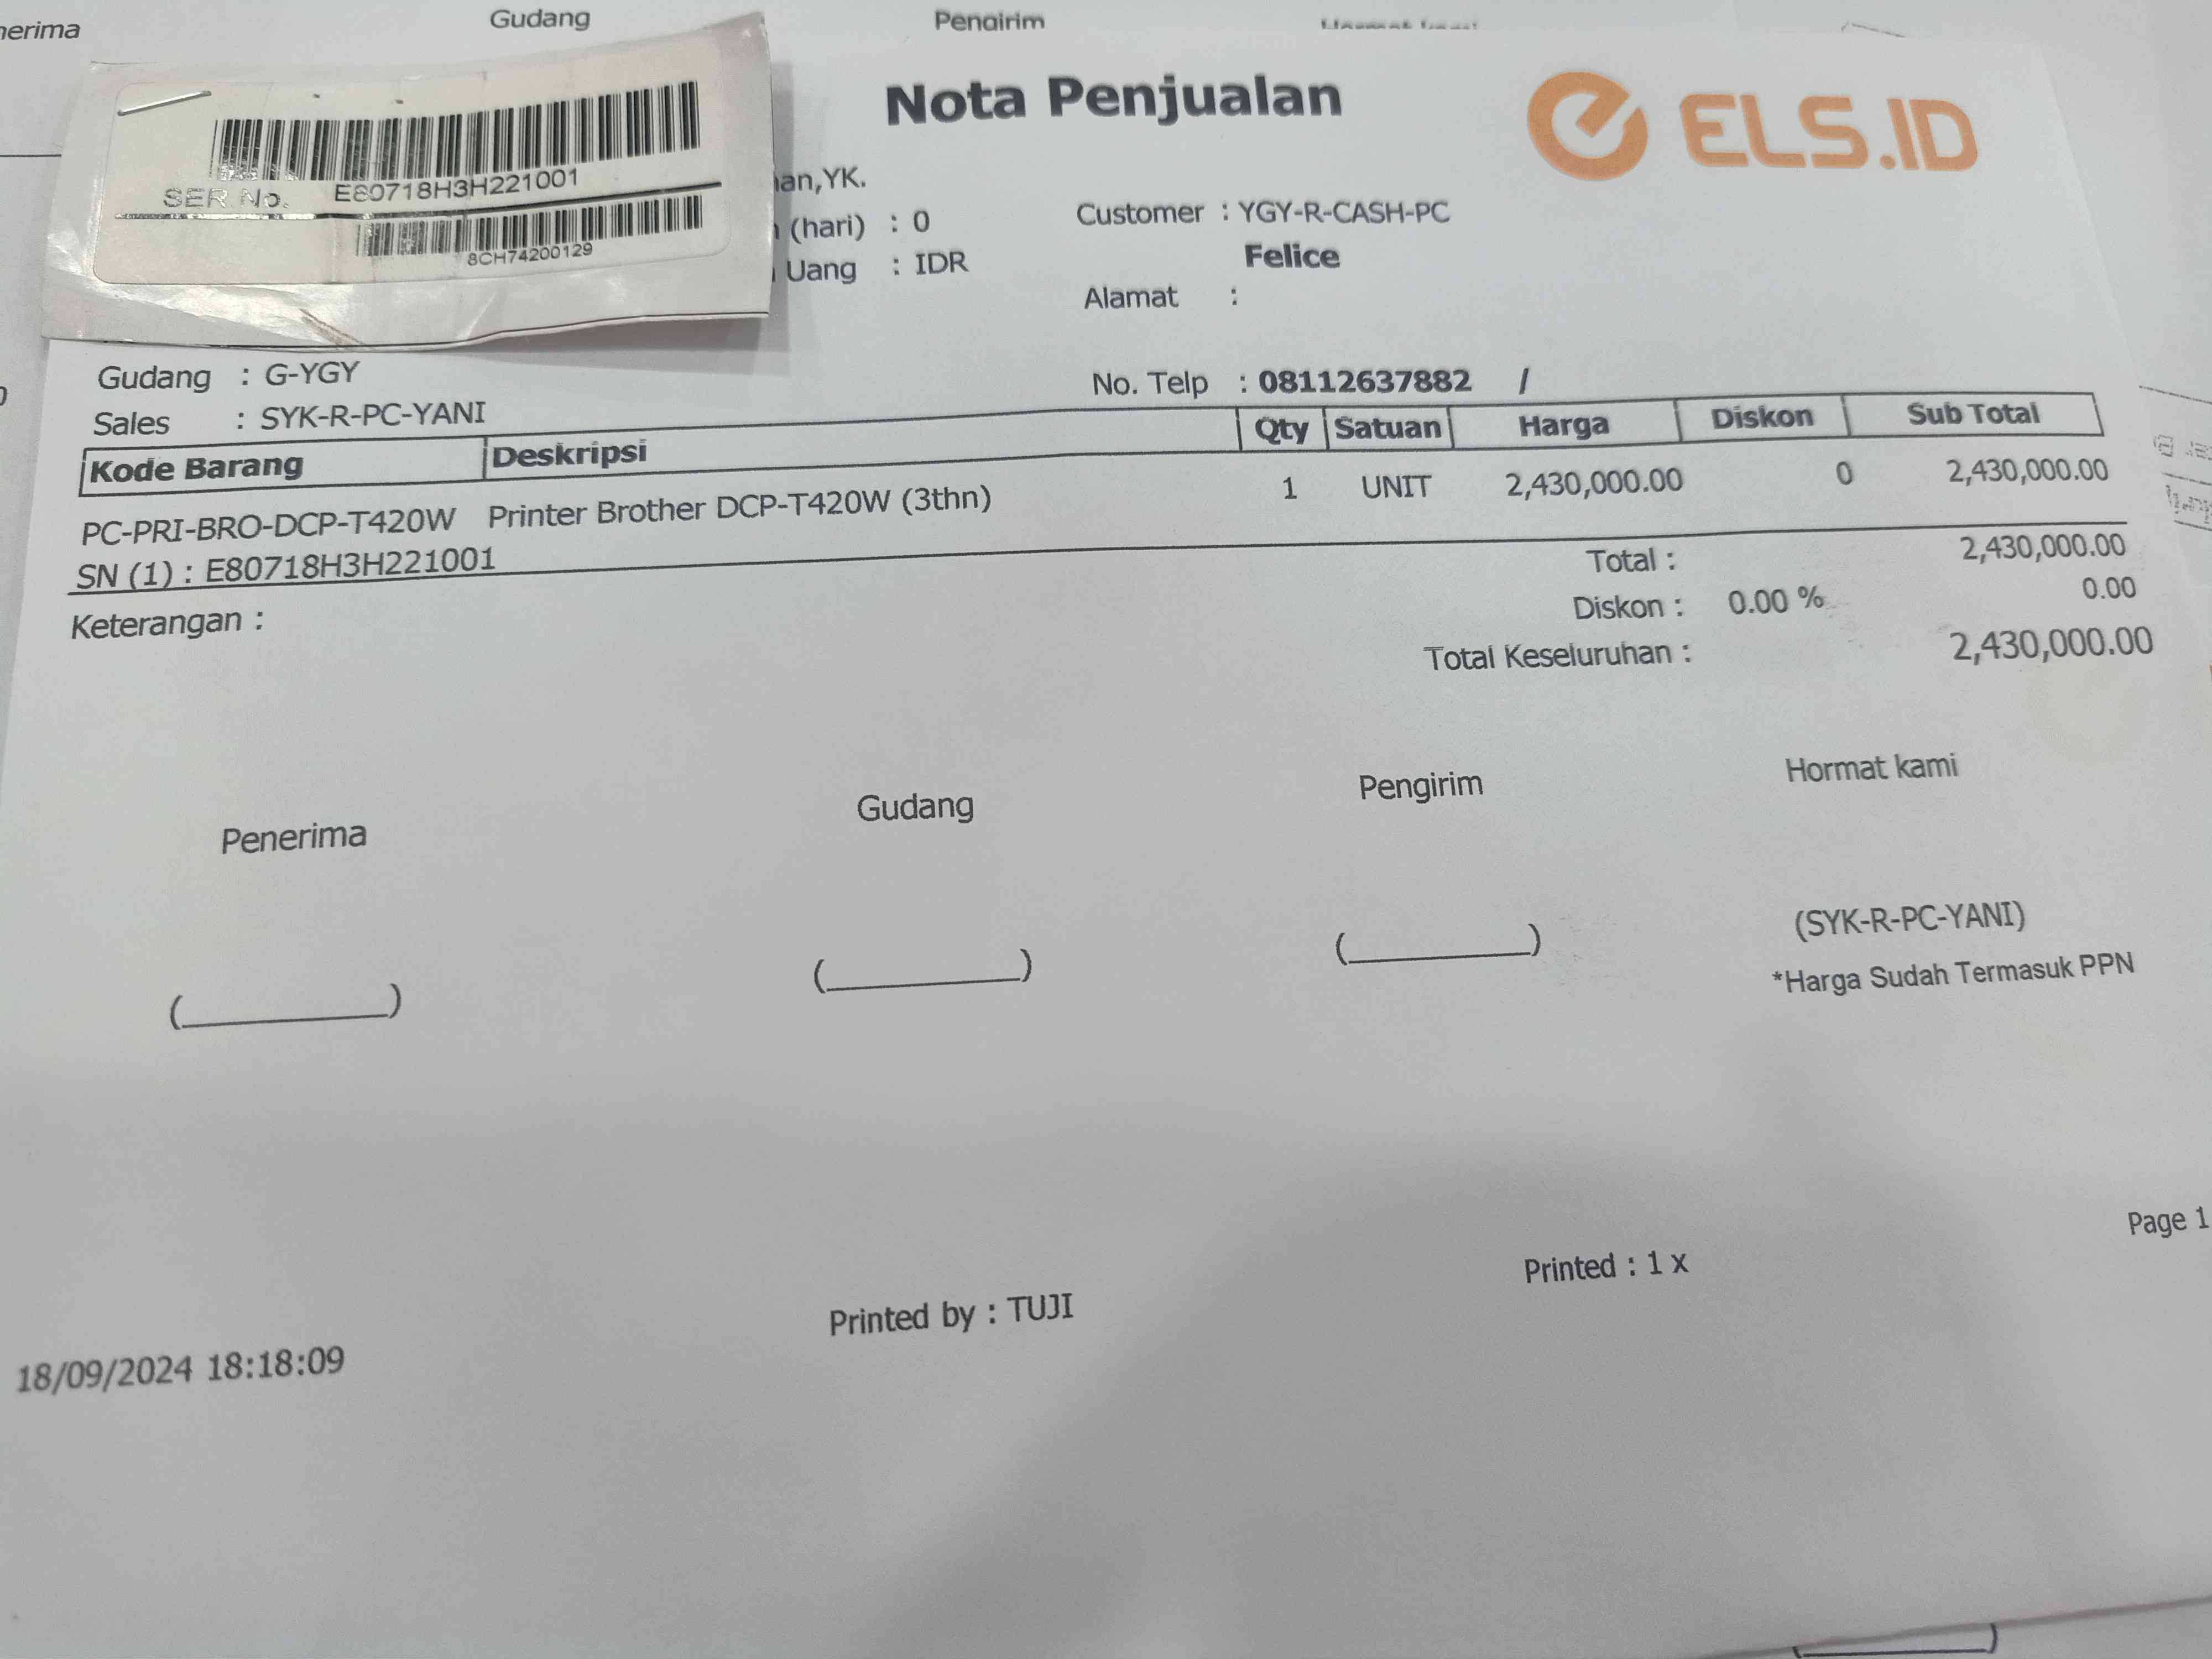 nerima Gudang Pengirim
Nota Penjualan
ELS.ID
SER. No. E80718H3H221001
8CH74200129
an,YK.
(hari) : 0
Uang : IDR
Customer : YGY-R-CASH-PC
Felice
Alamat :
Gudang : G-YGY
No. Telp : 08112637882 /
Sales : SYK-R-PC-YANI
Kode Barang Deskripsi Qty Satuan Harga Diskon Sub Total
PC-PRI-BRO-DCP-T420W Printer Brother DCP-T420W (3thn) 1 UNIT 2,430,000.00 0 2,430,000.00
SN (1) : E80718H3H221001
Total : 2,430,000.00
Keterangan :
Diskon : 0.00 % 0.00
Total Keseluruhan : 2,430,000.00
Penerima Gudang Pengirim Hormat kami
(__________) (__________) (__________) (SYK-R-PC-YANI)
*Harga Sudah Termasuk PPN
Page 1
18/09/2024 18:18:09 Printed by : TUJI Printed : 1 x